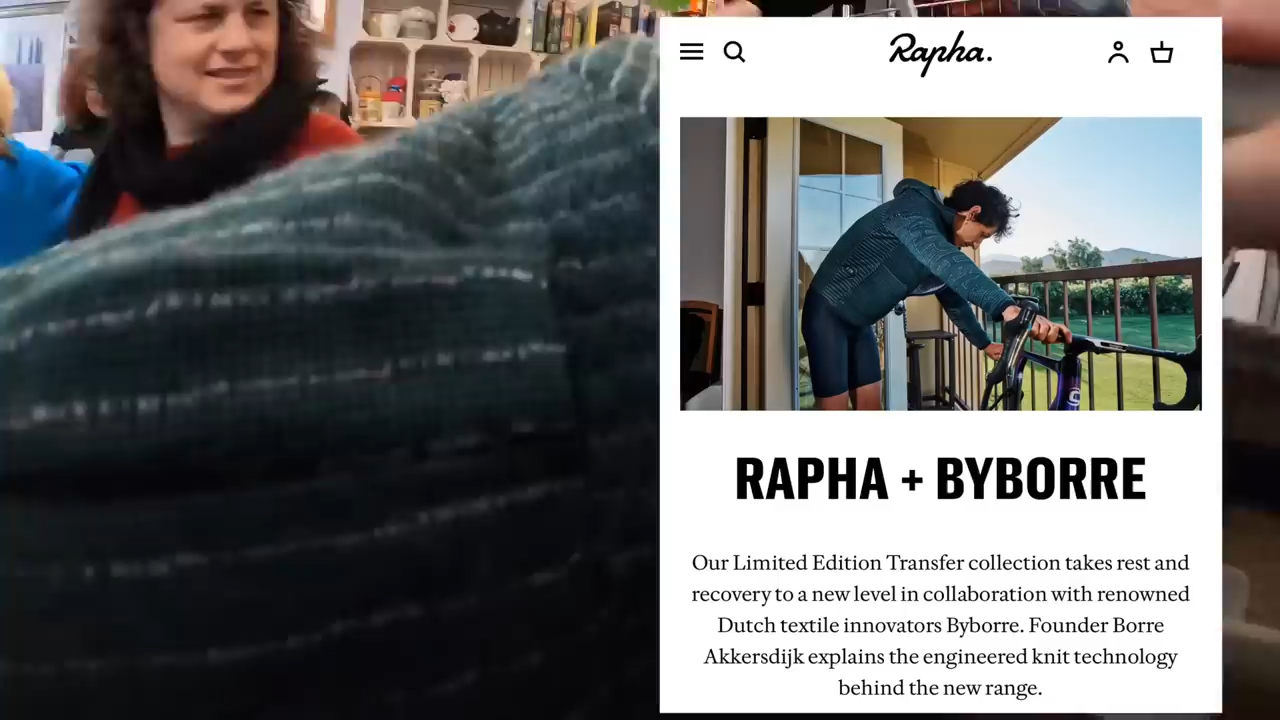 Rapha.
RAPHA + BYBORRE
Our Limited Edition Transfer collection takes rest and
recovery to a new level in collaboration with renowned
Dutch textile innovators Byborre. Founder Borre
Akkersdijk explains the engineered knit technology
behind the new range.